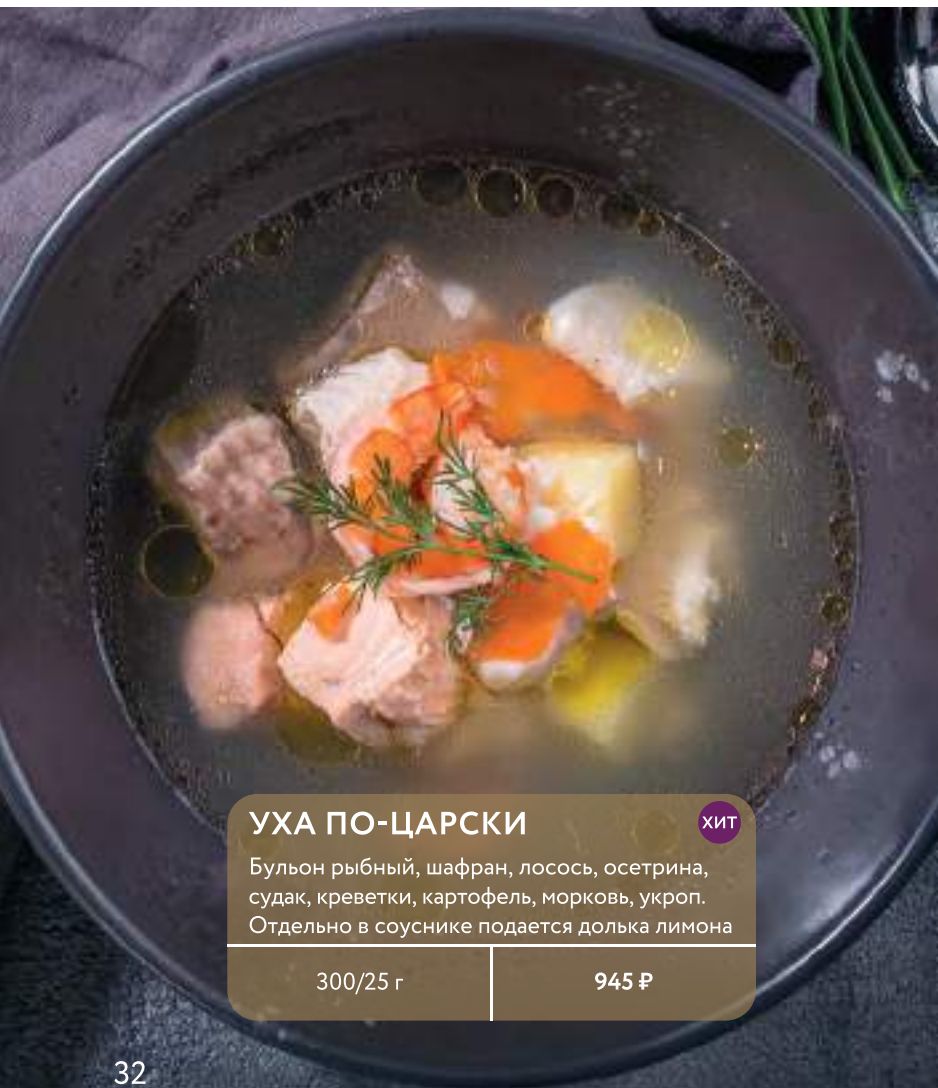 УХА ПО-ЦАРСКИ
ХИТ
Бульон рыбный, шафран, лосось, осетрина,
судак, креветки, картофель, морковь, укроп.
Отдельно в соуснике подается долька лимона
300/25 г
945 ₽
32